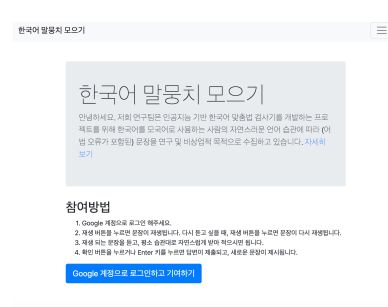 한국어 말뭉치 모으기
한국어 말뭉치 모으기
안녕하세요, 저희 연구팀은 인공지능 기반 한국어 맞춤법 검사기를 개발하는 프로
젝트를 위해 한국어를 모국어로 사용하는 사람의 자연스러운 언어 습관에 따라 (어
법 오류가 포함된) 문장을 연구 및 비상업적 목적으로 수집하고 있습니다. 자세히
보기
참여방법
1. Google 계정으로 로그인 해주세요.
2. 재생 버튼을 누르면 문장이 재생됩니다. 다시 듣고 싶을 때, 재생 버튼을 누르면 문장이 다시 재생됩니다.
3. 재생 되는 문장을 듣고, 평소 습관대로 자연스럽게 받아 적으시면 됩니다.
4. 확인 버튼을 누르거나 Enter 키를 누르면 답변이 제출되고, 새로운 문장이 제시됩니다.
Google 계정으로 로그인하고 기여하기